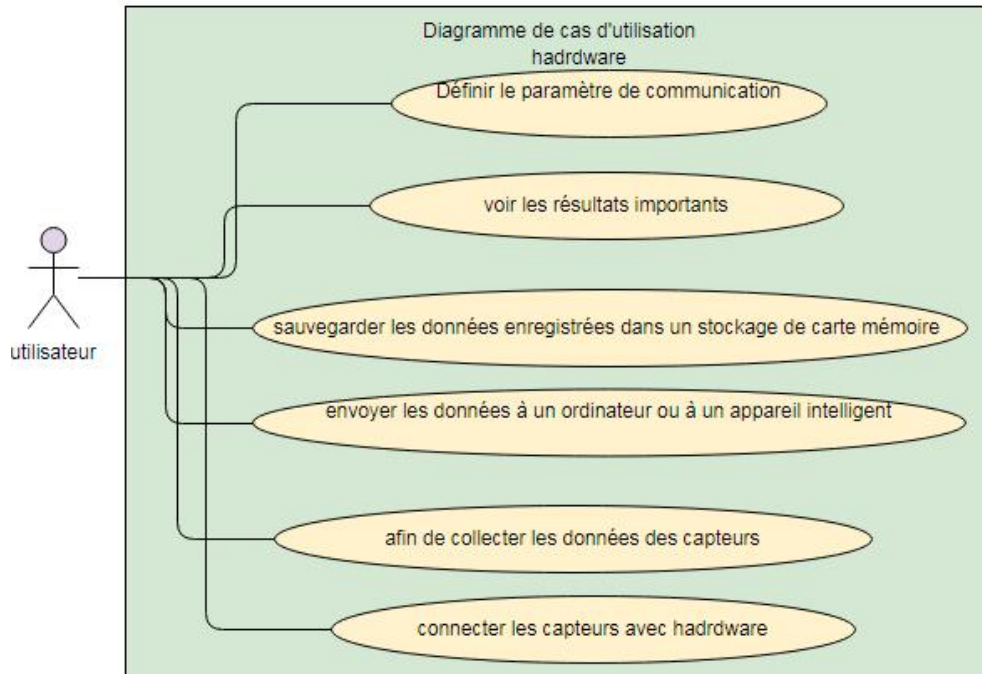 Diagramme de cas d'utilisation
hadrdware
Définir le paramètre de communication
voir les résultats importants
utilisateur
sauvegarder les données enregistrées dans un stockage de carte mémoire
envoyer les données à un ordinateur ou à un appareil intelligent
afin de collecter les données des capteurs
connecter les capteurs avec hadrdware